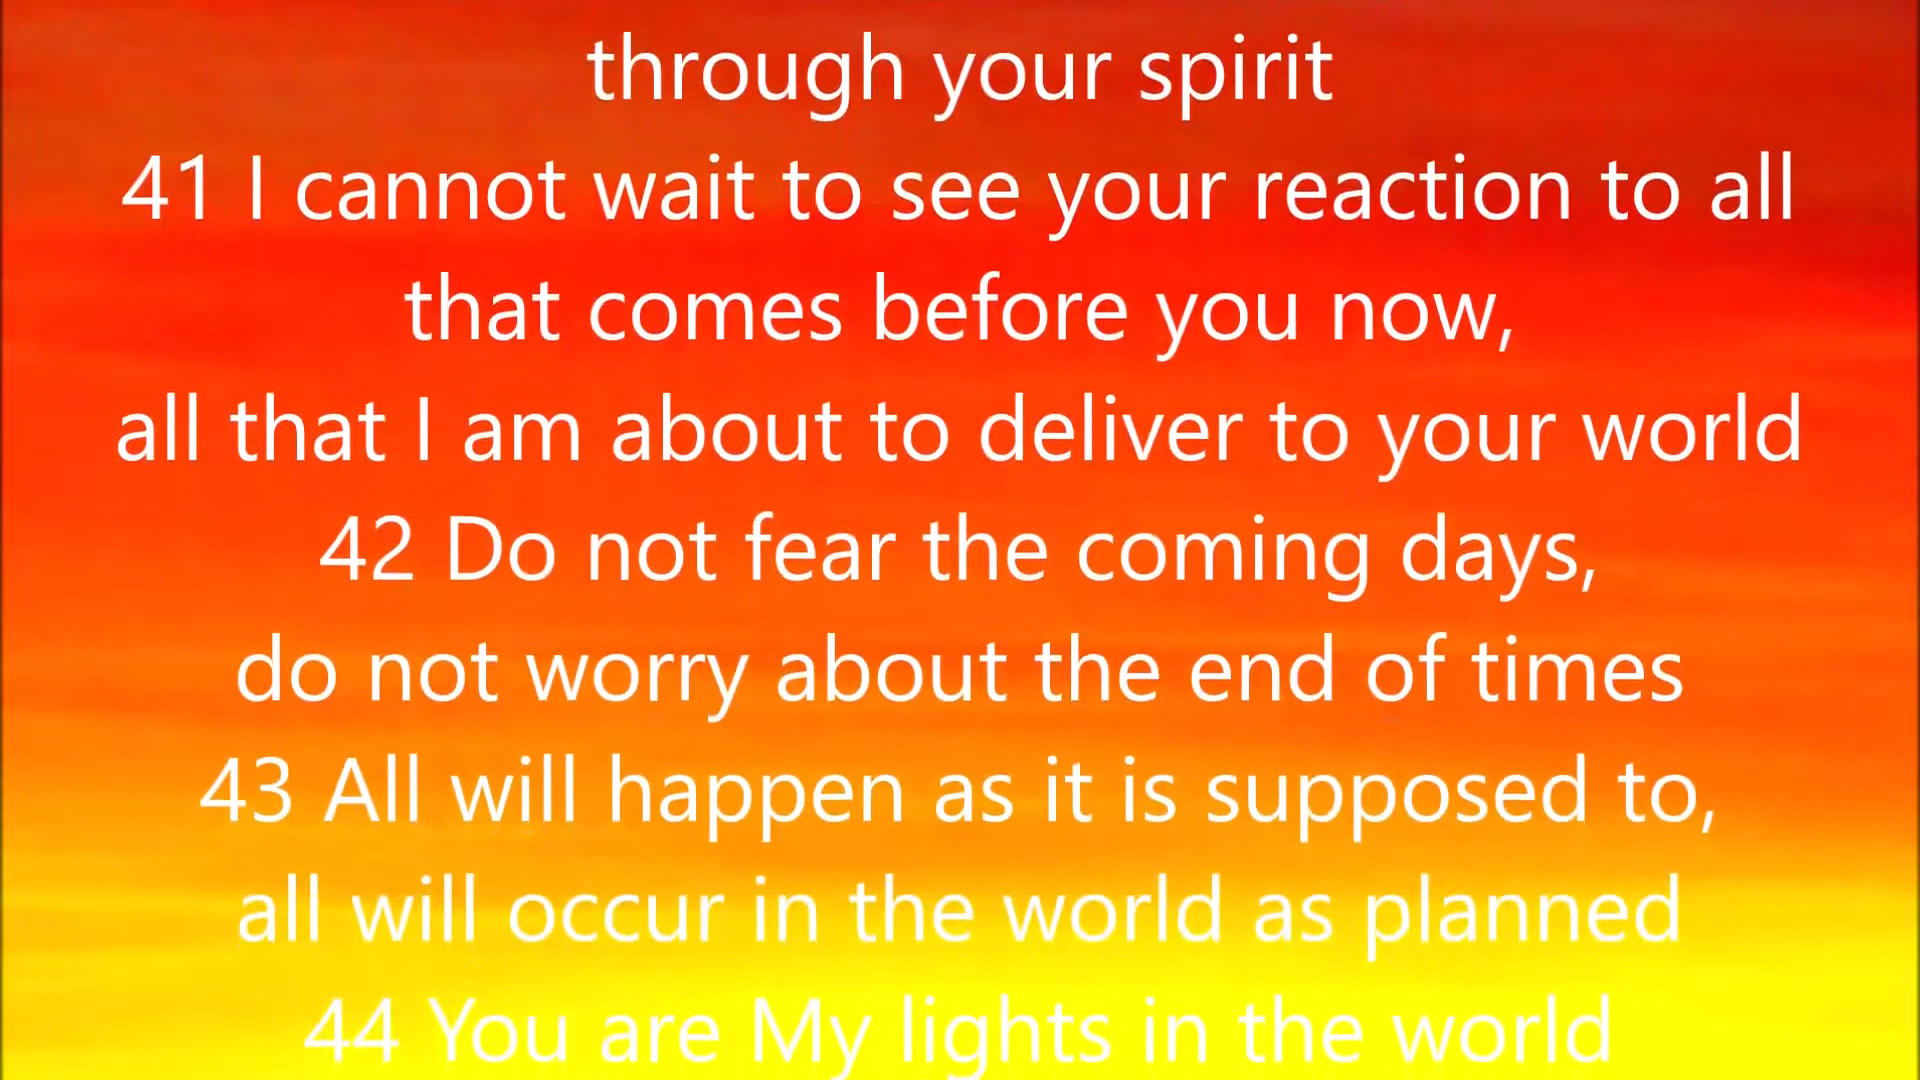 through your spirit
41 I cannot wait to see your reaction to all
that comes before you now,
all that I am about to deliver to your world
42 Do not fear the coming days,
do not worry about the end of times
43 All will happen as it is supposed to,
all will occur in the world as planned
44 You are My lights in the world